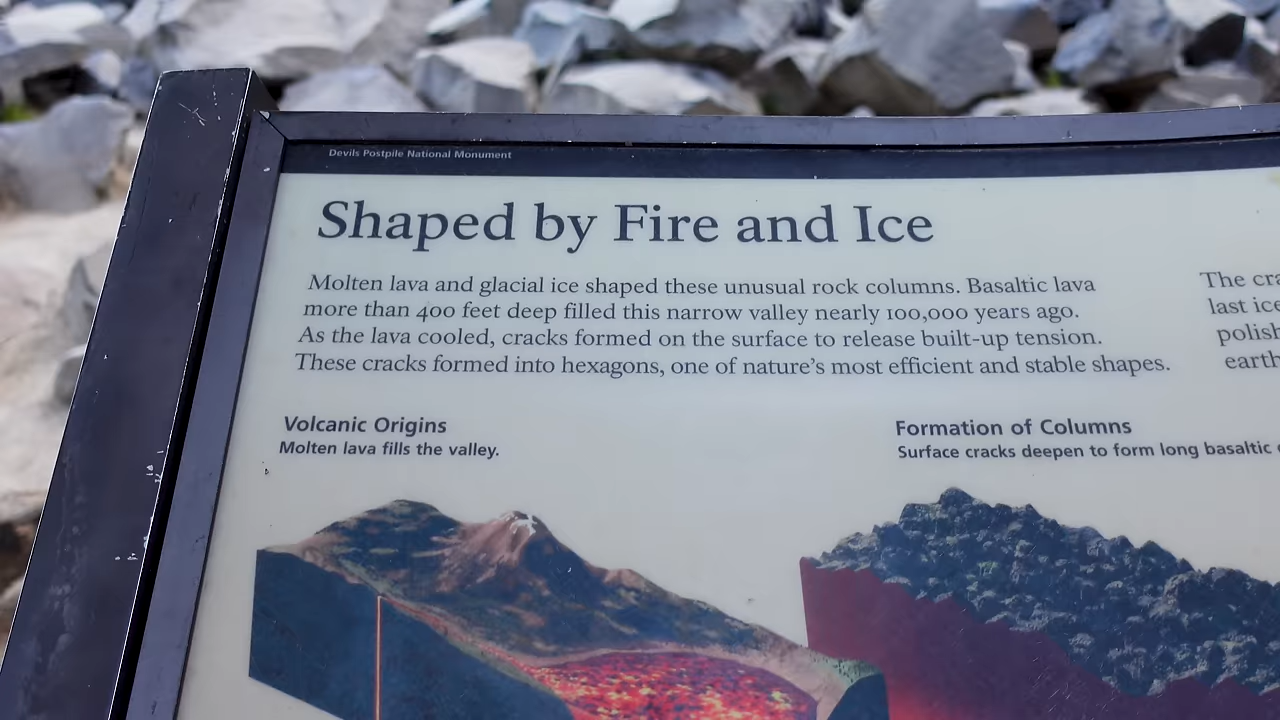 Devils Postpile National Monument
Shaped by Fire and Ice
Molten lava and glacial ice shaped these unusual rock columns. Basaltic lava
more than 400 feet deep filled this narrow valley nearly 100,000 years ago.
As the lava cooled, cracks formed on the surface to release built-up tension.
These cracks formed into hexagons, one of nature's most efficient and stable shapes.
The
last
earth
Volcanic Origins
Molten lava fills the valley.
Formation of Columns
Surface cracks deepen to form long basaltic